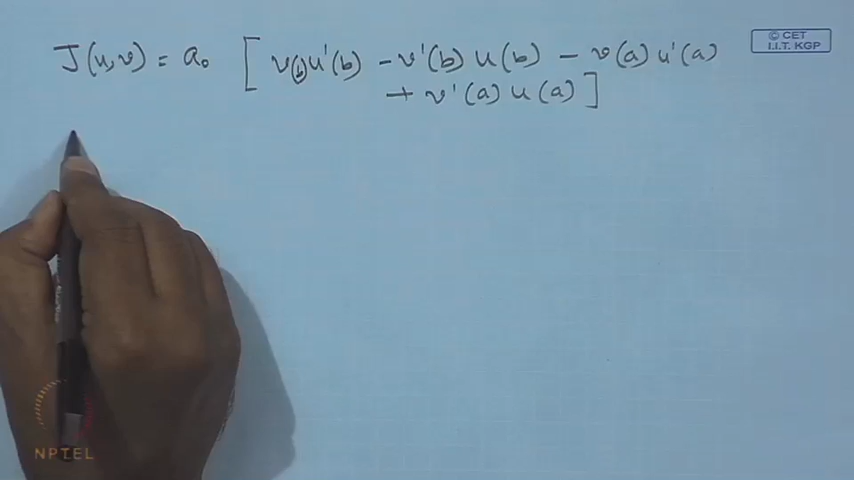 J(u,v) = a₀ [ v(b)u'(b) - v'(b) u(b) - v(a) u'(a)
+ v'(a) u(a) ]
© CET
I.I.T. KGP
NPTEL